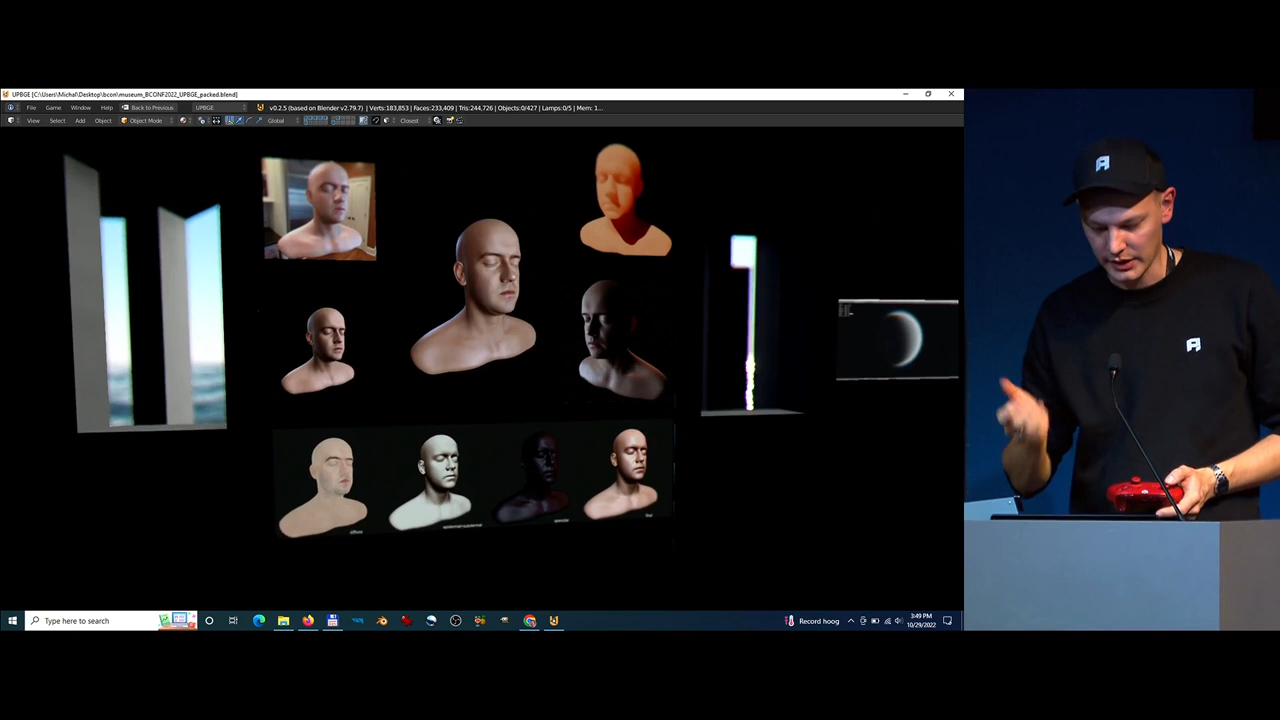 UPBGE [C:\Users\Michal\Desktop\bcon\museum_BCONF2022_UPBGE_packed.blend]
File Game Window Help Back to Previous UPBGE v0.2.5 (based on Blender v2.79.7) | Verts:183,853 | Faces:233,409 | Tris:244,726 | Objects:0/427 | Lamps:0/5 | Mem: 1...
View Select Add Object Object Mode Global Closest
diffuse
specular
final
Type here to search
Record hoog
3:49 PM
10/29/2022